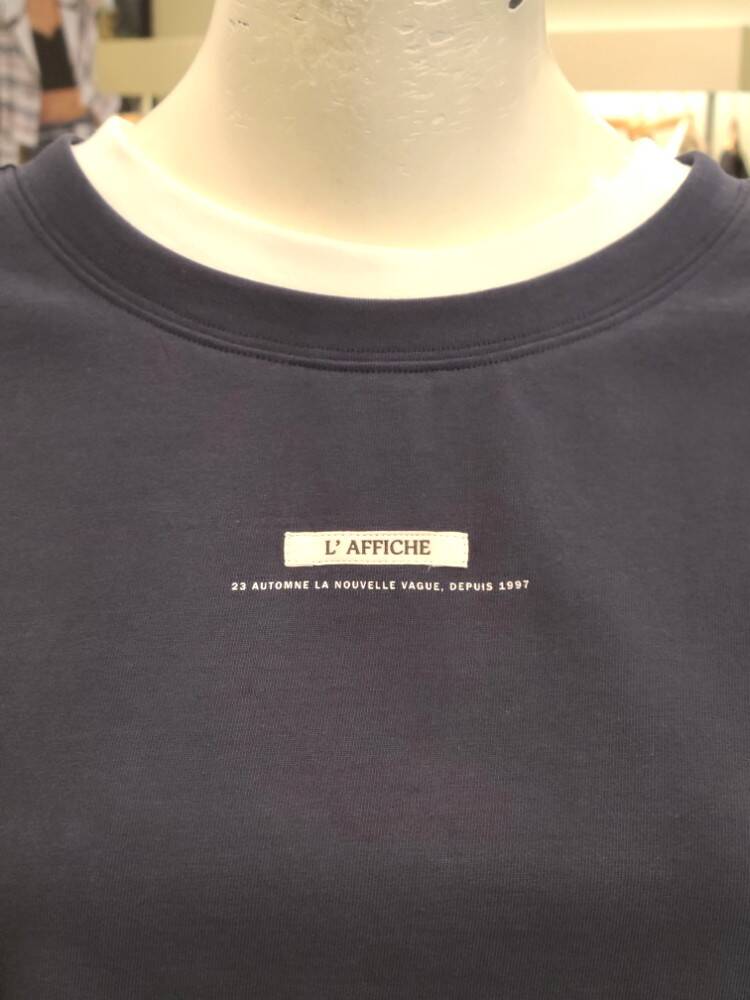 L' AFFICHE
23 AUTOMNE LA NOUVELLE VAGUE, DEPUIS 1997